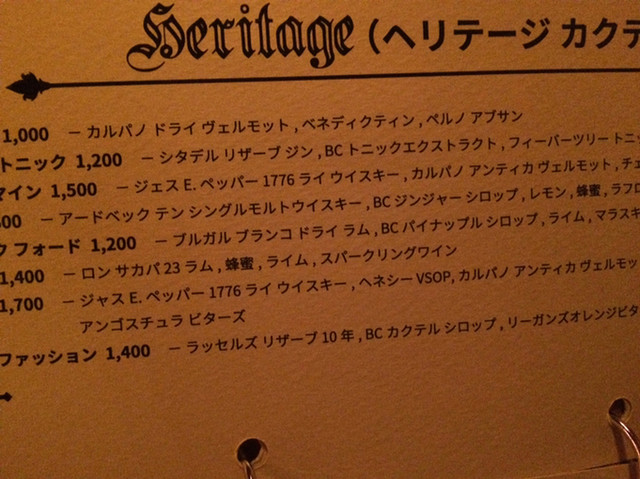 Heritage (ヘリテージ カクテ
1,000 － カルパノ ドライ ヴェルモット , ベネディクティン , ペルノ アブサン
トニック 1,200 － シタデル リザーブ ジン , BC トニックエクストラクト , フィーバーツリー トニッ
マイン 1,500 － ジェス E. ペッパー 1776 ライ ウイスキー , カルパノ アンティカ ヴェルモット , チェ
500 － アードベック テン シングルモルトウイスキー , BC ジンジャー シロップ , レモン , 蜂蜜 , ラフロ
ク フォード 1,200 － ブルガル ブランコ ドライ ラム , BC パイナップル シロップ , ライム , マラスキ
1,400 － ロン サカパ 23 ラム , 蜂蜜 , ライム , スパークリングワイン
1,700 － ジャス E. ペッパー 1776 ライ ウイスキー , ヘネシー VSOP, カルパノ アンティカ ヴェルモッ
アンゴスチュラ ビターズ
ファッション 1,400 － ラッセルズ リザーブ 10 年 , BC カクテル シロップ , リーガンズオレンジビタ